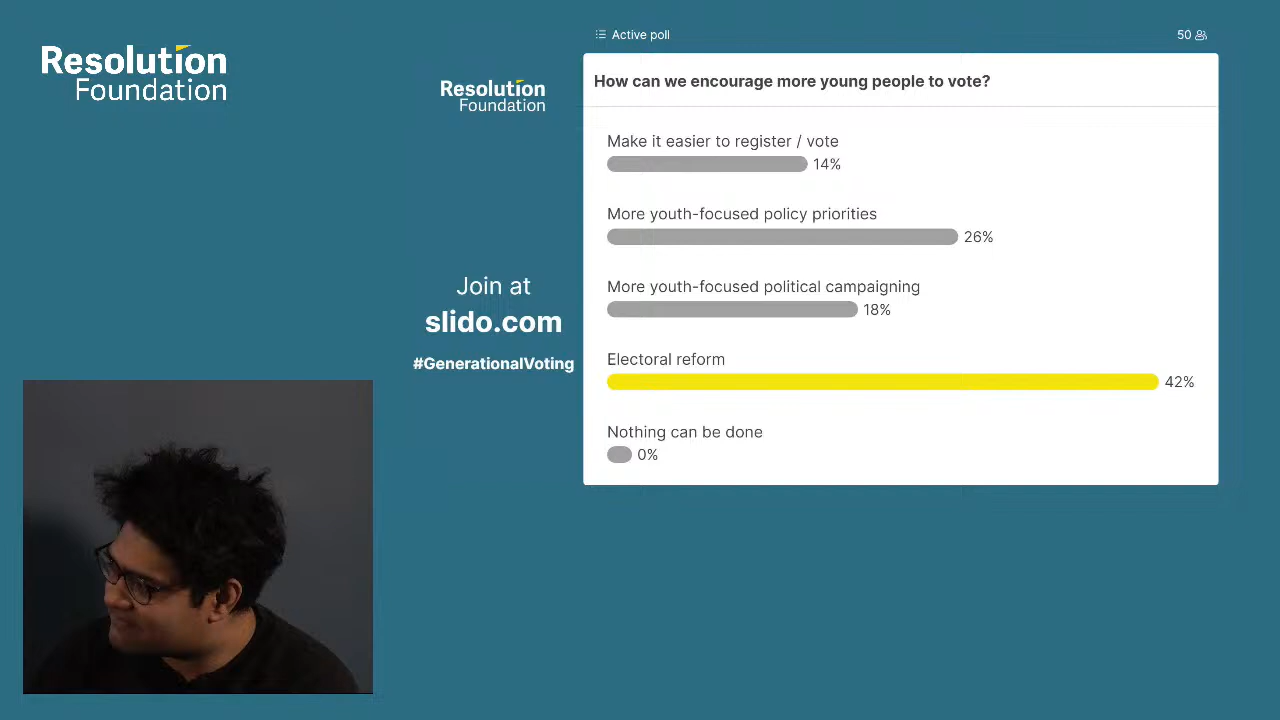 Resolution
Foundation
Active poll
50
Resolution
Foundation
How can we encourage more young people to vote?
Make it easier to register / vote
14%
More youth-focused policy priorities
26%
More youth-focused political campaigning
18%
Electoral reform
42%
Nothing can be done
0%
Join at
slido.com
#GenerationalVoting